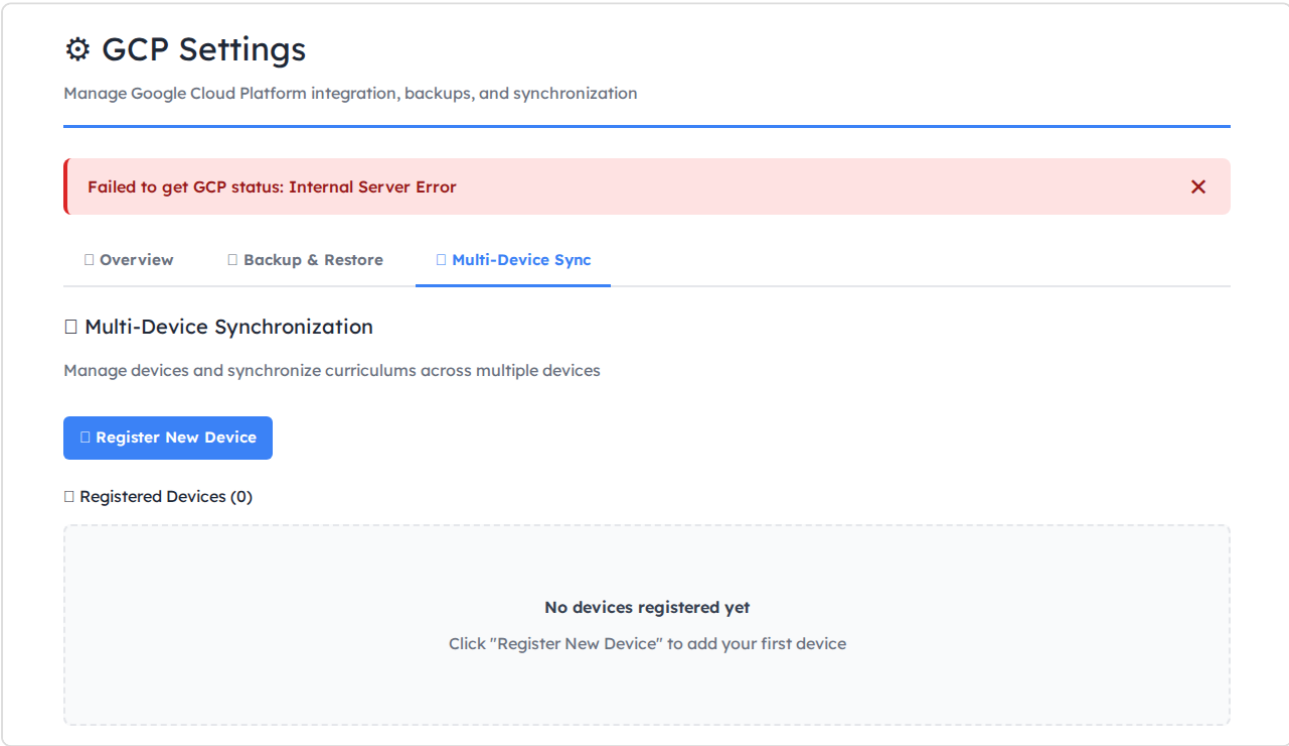 ⚙ GCP Settings
Manage Google Cloud Platform integration, backups, and synchronization
Failed to get GCP status: Internal Server Error ✕
Overview Backup & Restore Multi-Device Sync
Multi-Device Synchronization
Manage devices and synchronize curriculums across multiple devices
Register New Device
Registered Devices (0)
No devices registered yet
Click "Register New Device" to add your first device